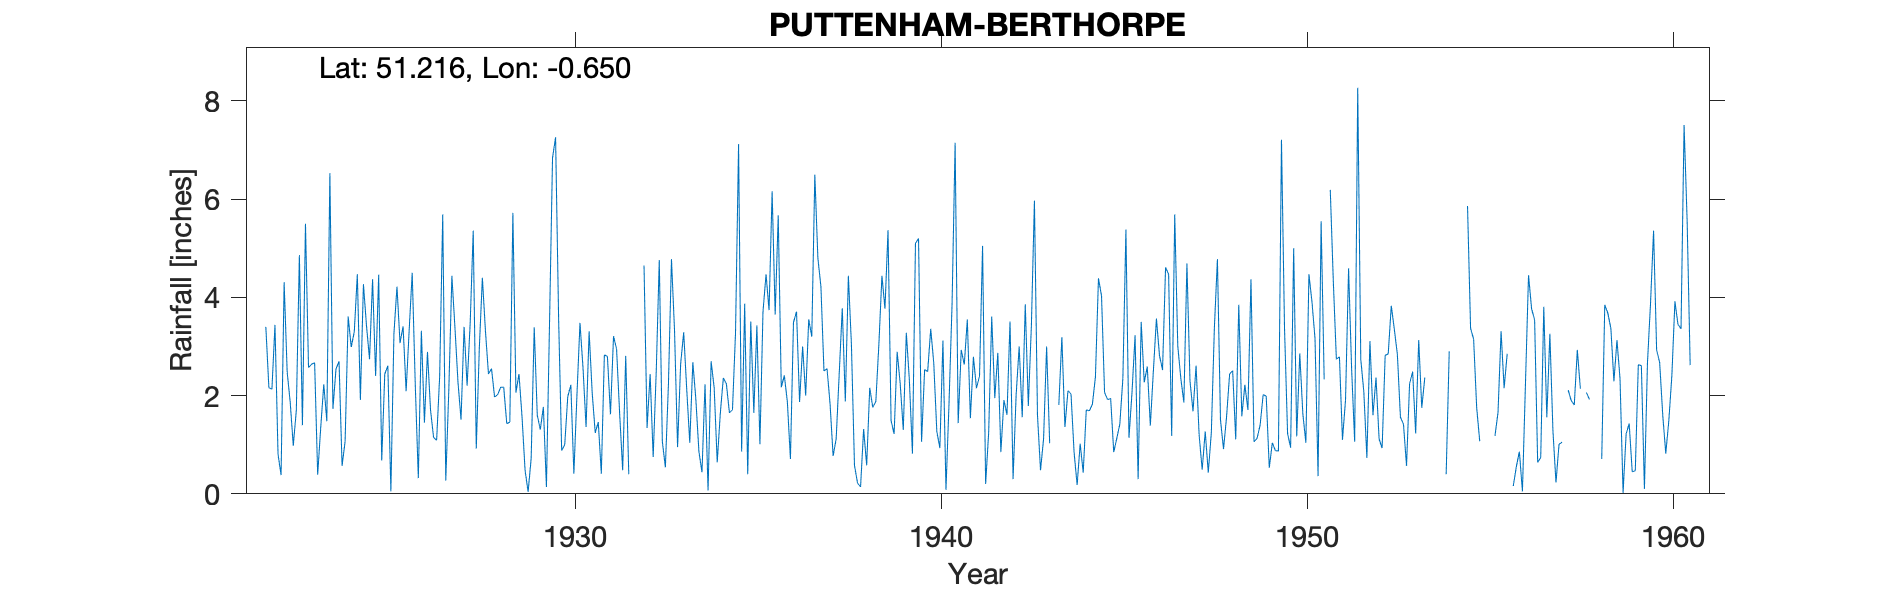 PUTTENHAM-BERTHORPE
Lat: 51.216, Lon: -0.650
Rainfall [inches]
8
6
4
2
0
1930 1940 1950 1960
Year